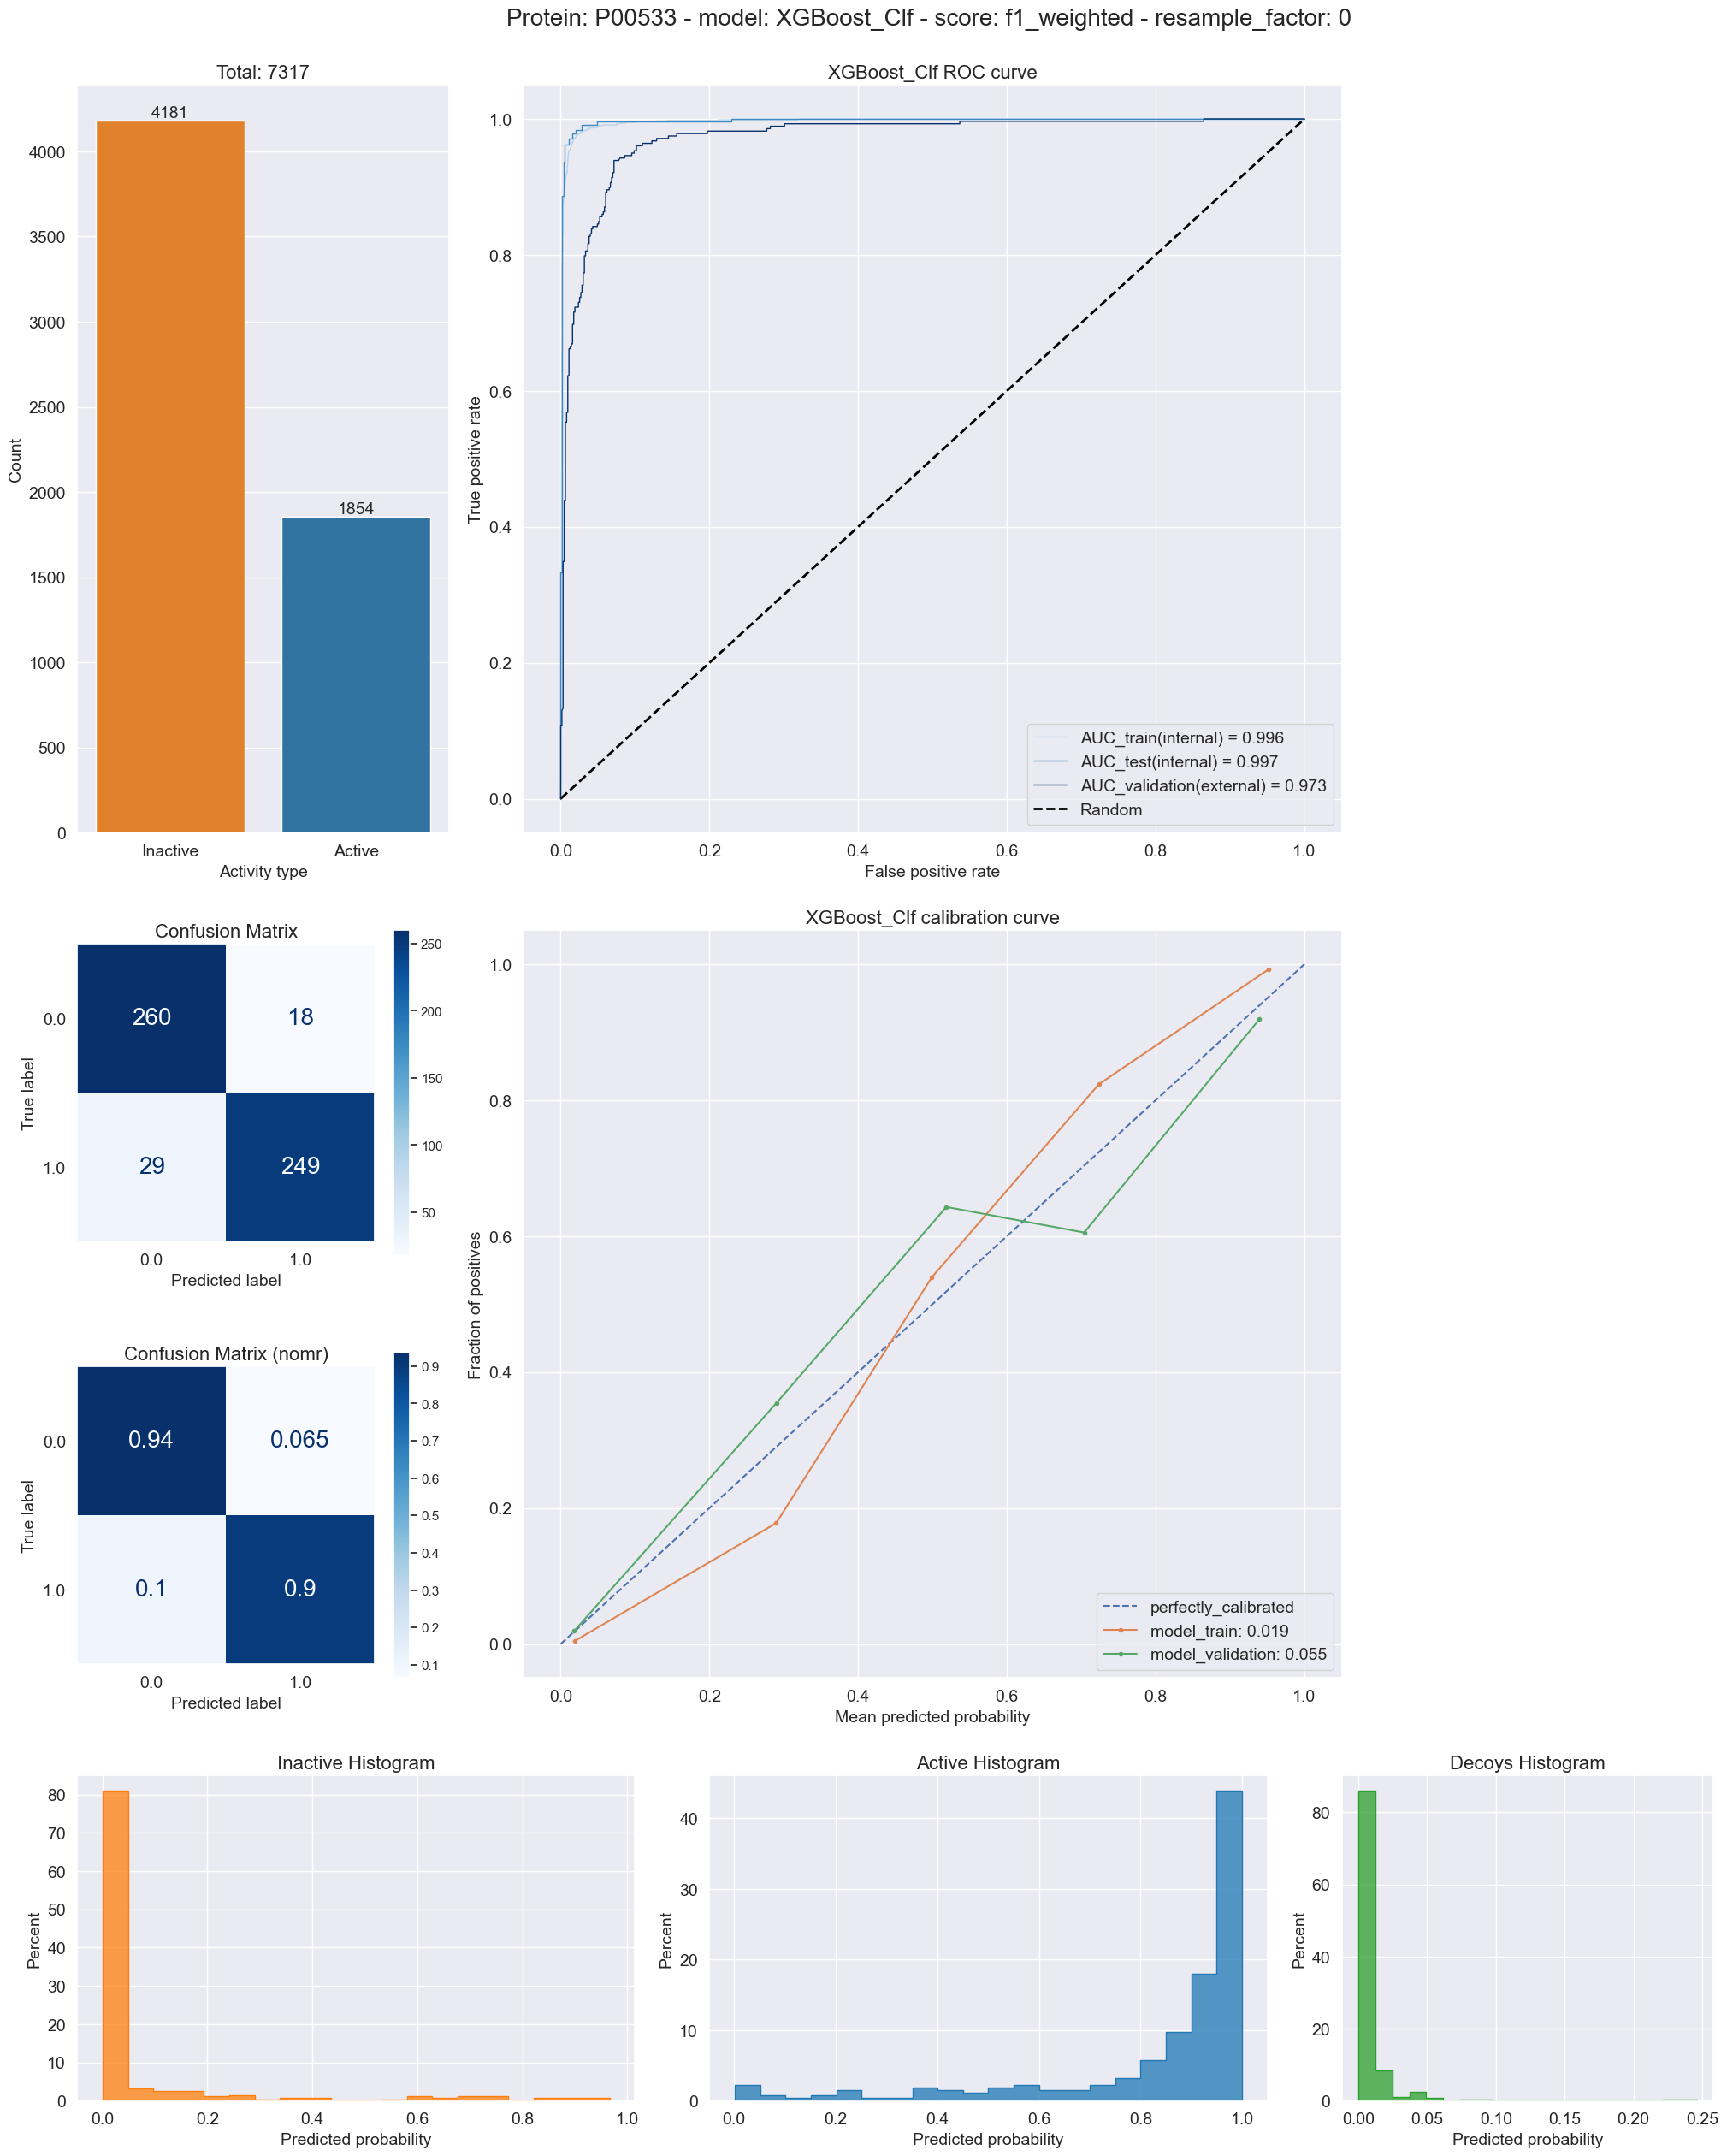 Protein: P00533 - model: XGBoost_Clf - score: f1_weighted - resample_factor: 0
Total: 7317
4181
1854
4000
3500
3000
2500
2000
1500
1000
500
0
Count
Inactive Active
Activity type
XGBoost_Clf ROC curve
1.0
0.8
0.6
0.4
0.2
0.0
True positive rate
AUC_train(internal) = 0.996
AUC_test(internal) = 0.997
AUC_validation(external) = 0.973
Random
0.0 0.2 0.4 0.6 0.8 1.0
False positive rate
Confusion Matrix
0.0 260 18
1.0 29 249
True label
0.0 1.0
Predicted label
250
200
150
100
50
Confusion Matrix (nomr)
0.0 0.94 0.065
1.0 0.1 0.9
True label
0.0 1.0
Predicted label
0.9
0.8
0.7
0.6
0.5
0.4
0.3
0.2
0.1
XGBoost_Clf calibration curve
1.0
0.8
0.6
0.4
0.2
0.0
Fraction of positives
perfectly_calibrated
model_train: 0.019
model_validation: 0.055
0.0 0.2 0.4 0.6 0.8 1.0
Mean predicted probability
Inactive Histogram
80
70
60
50
40
30
20
10
0
Percent
0.0 0.2 0.4 0.6 0.8 1.0
Predicted probability
Active Histogram
40
30
20
10
0
Percent
0.0 0.2 0.4 0.6 0.8 1.0
Predicted probability
Decoys Histogram
80
60
40
20
0
Percent
0.00 0.05 0.10 0.15 0.20 0.25
Predicted probability